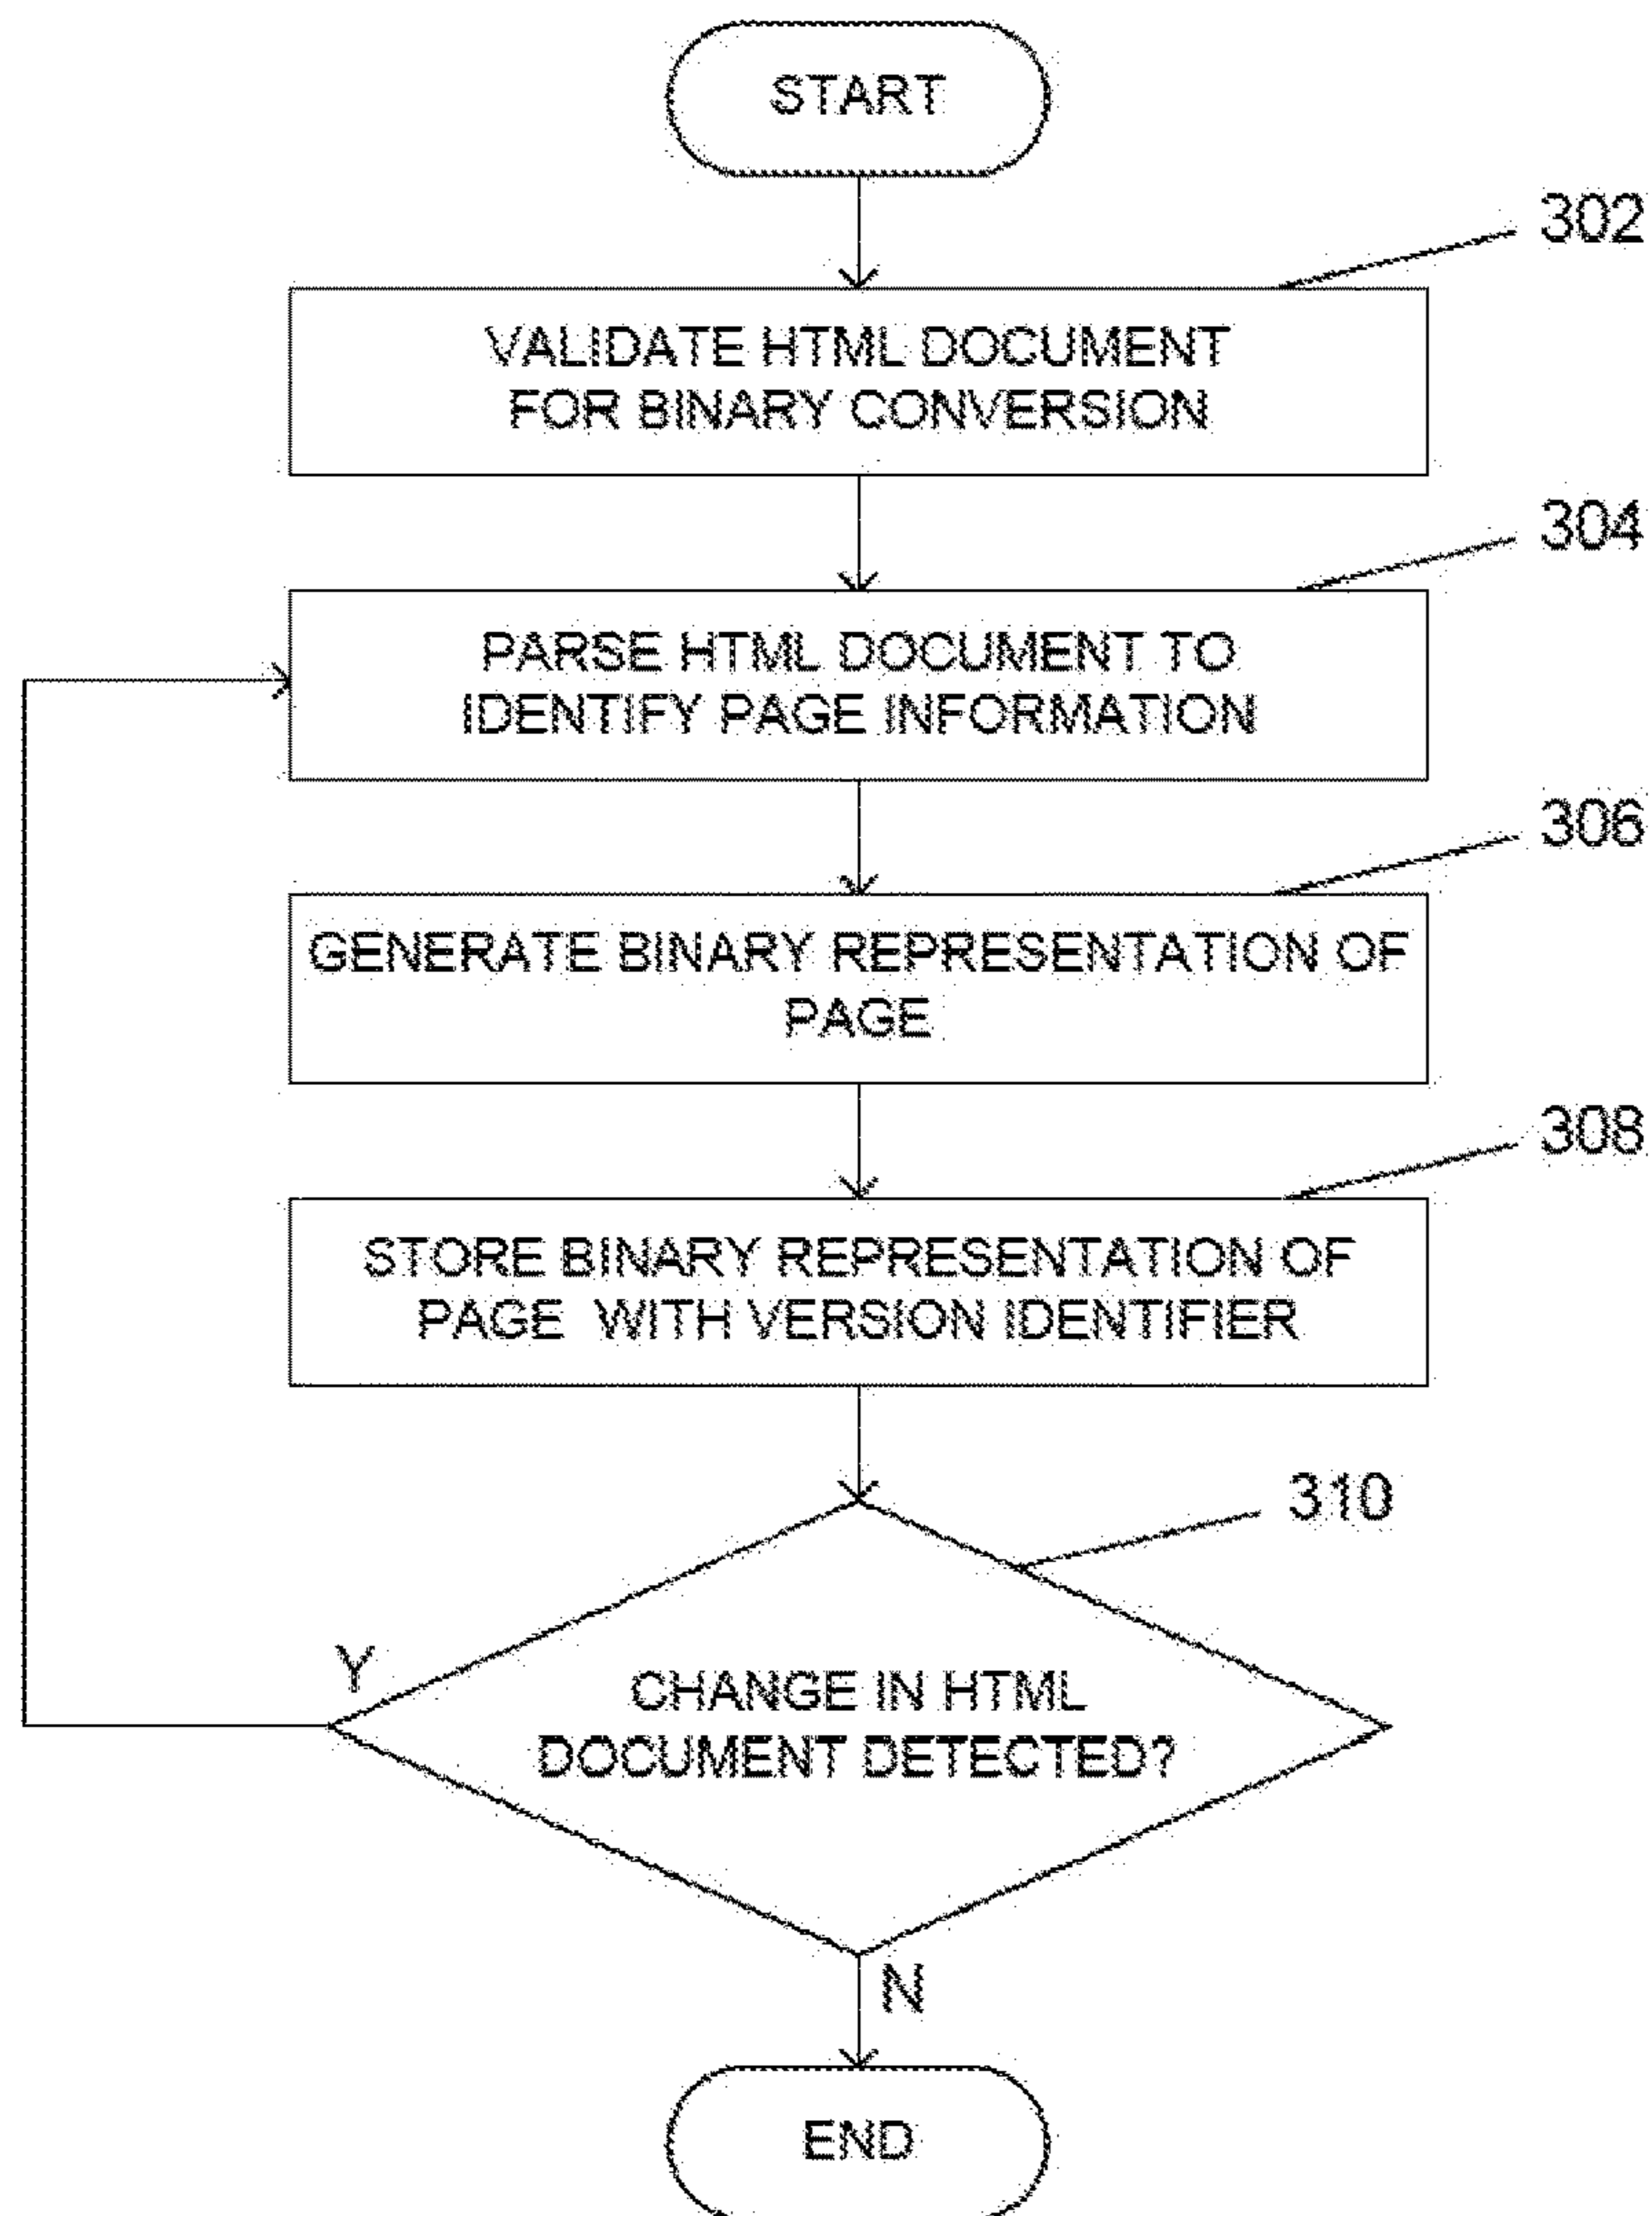 START
302
VALIDATE HTML DOCUMENT
FOR BINARY CONVERSION
304
PARSE HTML DOCUMENT TO
IDENTIFY PAGE INFORMATION
306
GENERATE BINARY REPRESENTATION OF
PAGE
308
STORE BINARY REPRESENTATION OF
PAGE WITH VERSION IDENTIFIER
310
Y
CHANGE IN HTML
DOCUMENT DETECTED?
N
END